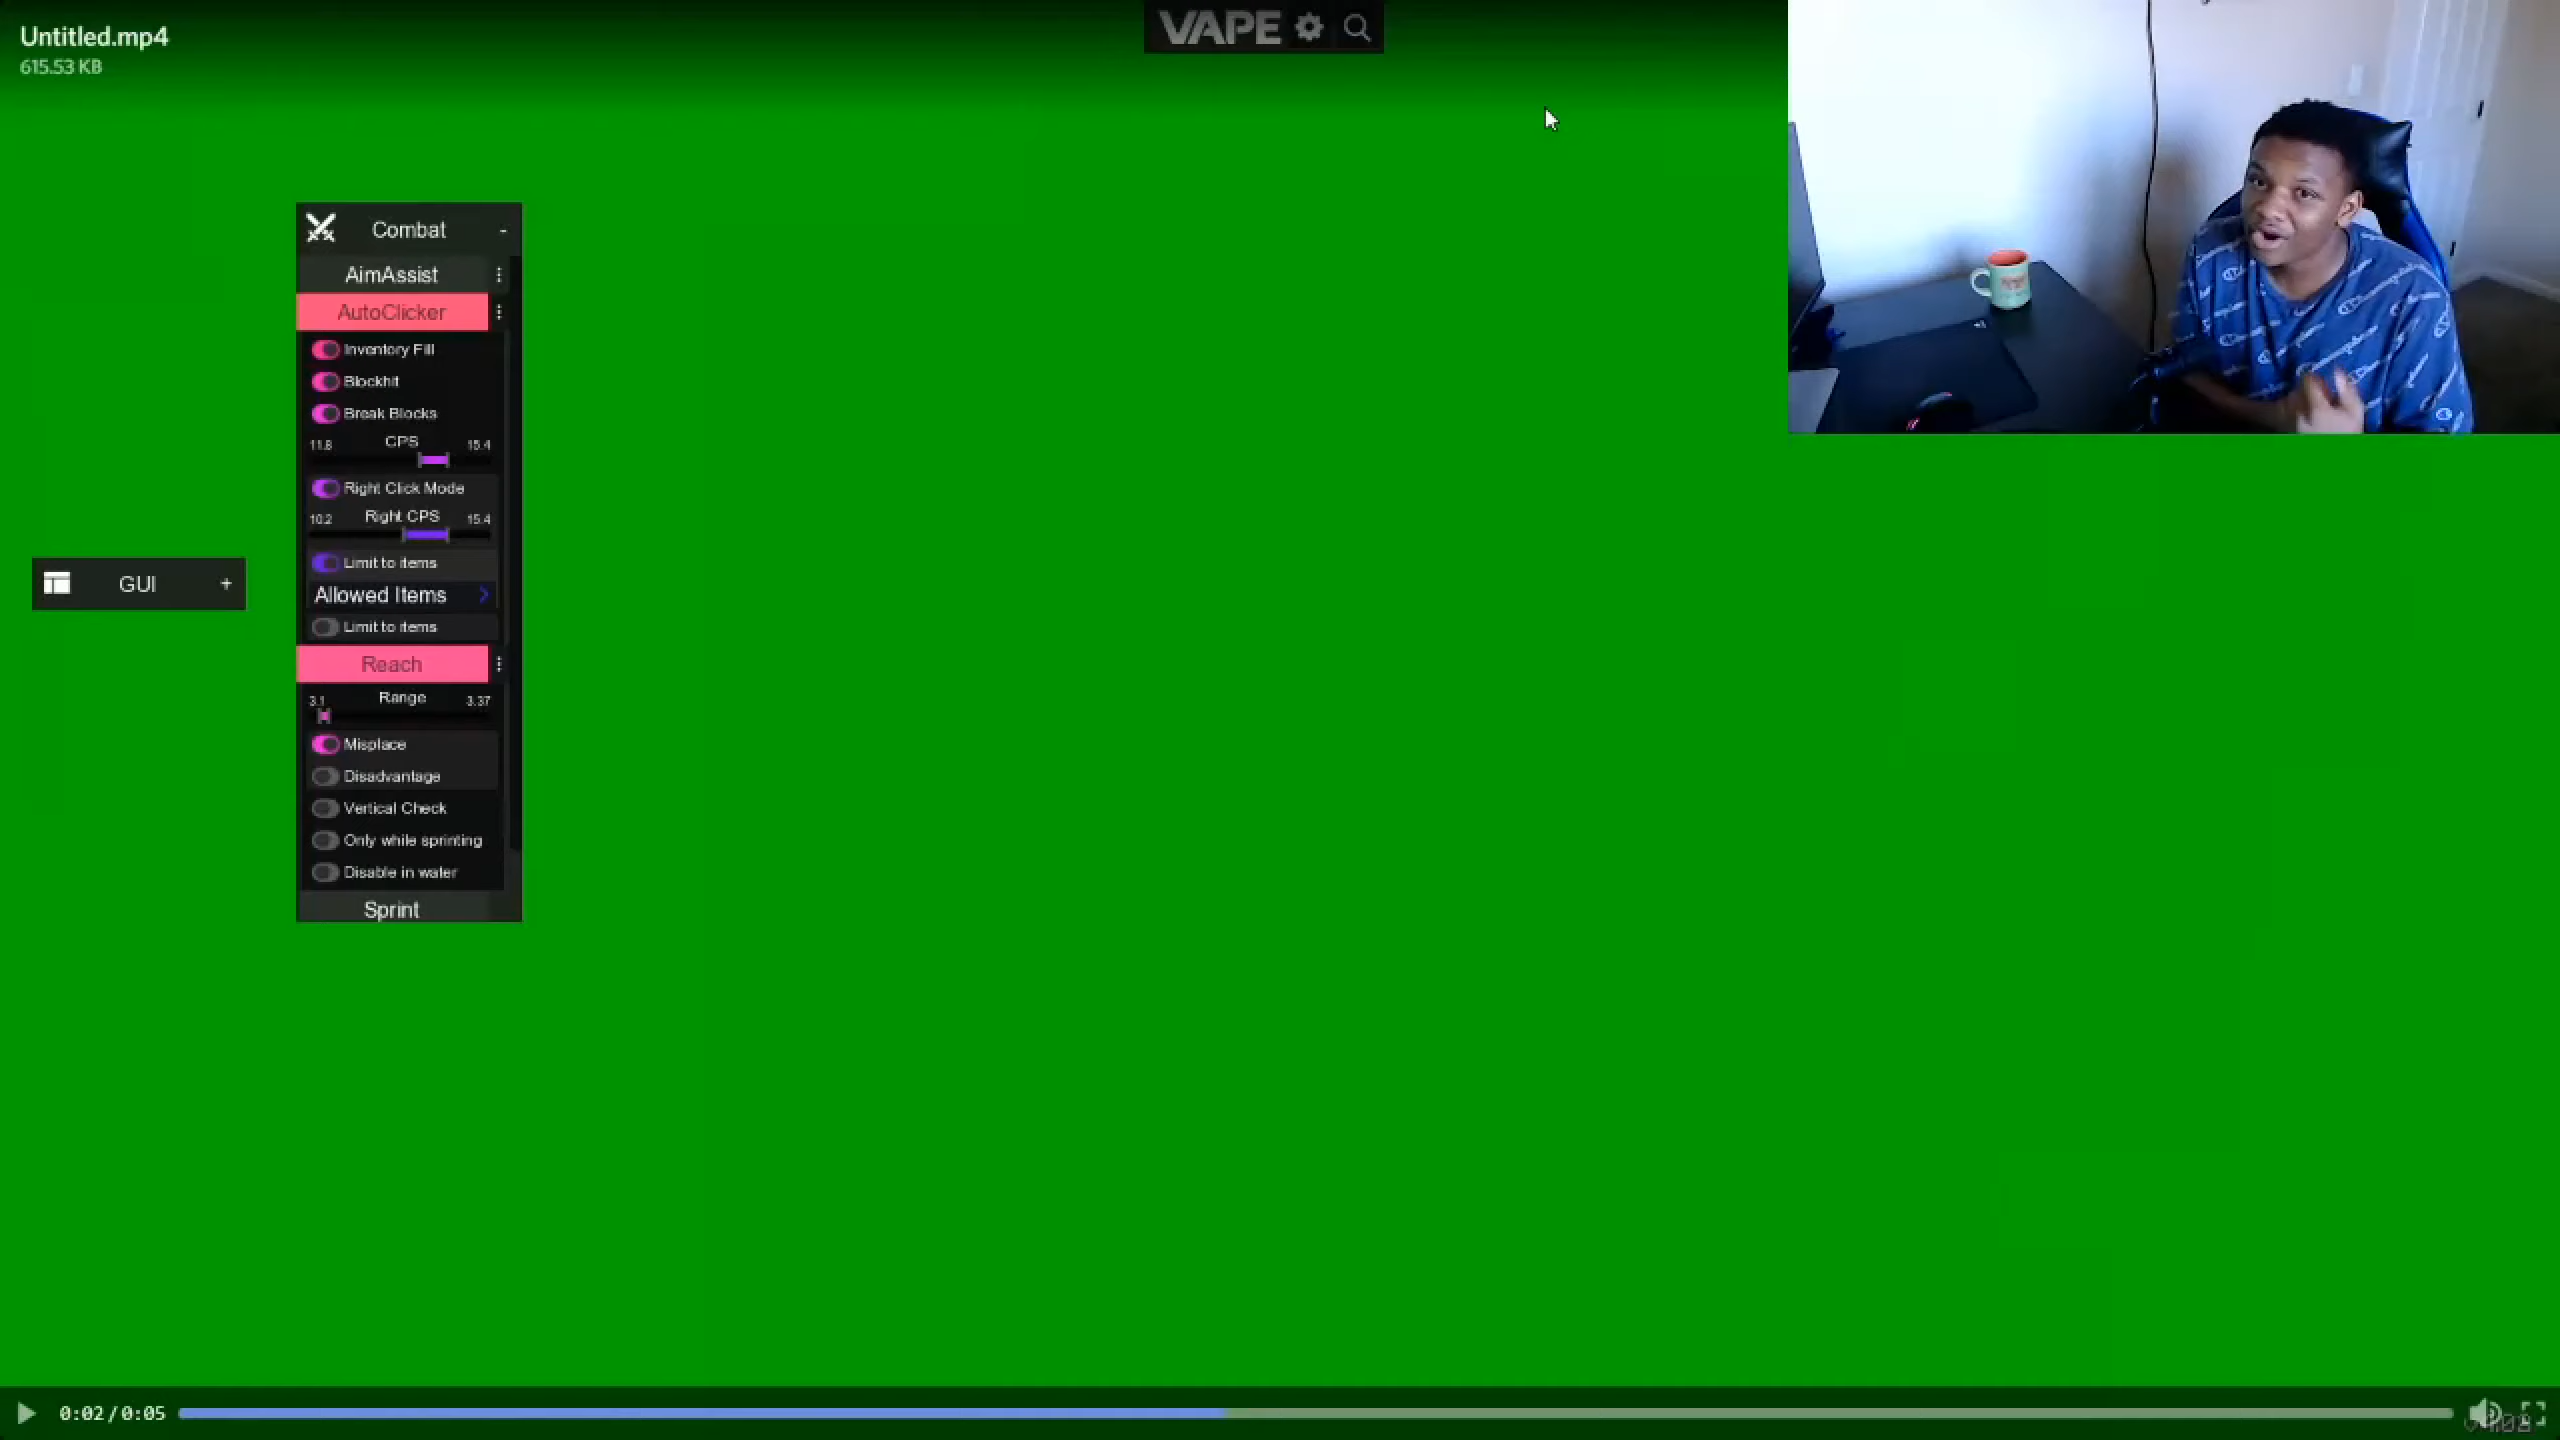 Untitled.mp4
615.53 KB
VAPE
Combat -
AimAssist
AutoClicker
Inventory Fill
Blockhit
Break Blocks
11.8 CPS 15.4
Right Click Mode
10.2 Right CPS 15.4
Limit to items
GUI +
Allowed Items >
Limit to items
Reach
3.1 Range 3.37
Misplace
Disadvantage
Vertical Check
Only while sprinting
Disable in water
Sprint
0:02/0:05